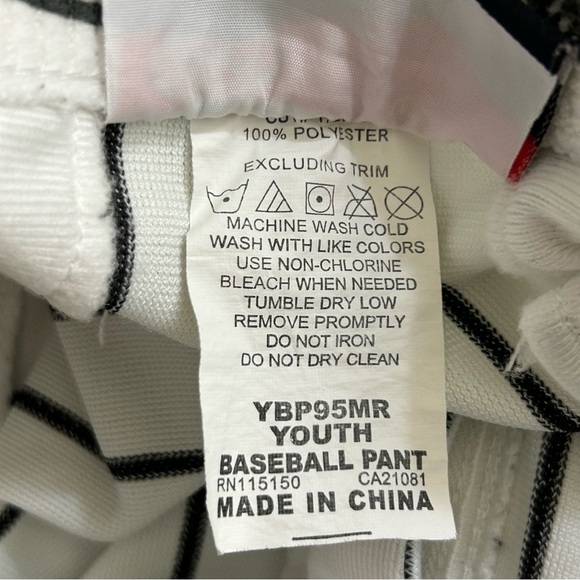 100% POLYESTER
EXCLUDING TRIM
MACHINE WASH COLD
WASH WITH LIKE COLORS
USE NON-CHLORINE
BLEACH WHEN NEEDED
TUMBLE DRY LOW
REMOVE PROMPTLY
DO NOT IRON
DO NOT DRY CLEAN
YBP95MR
YOUTH
BASEBALL PANT
RN115150 CA21081
MADE IN CHINA